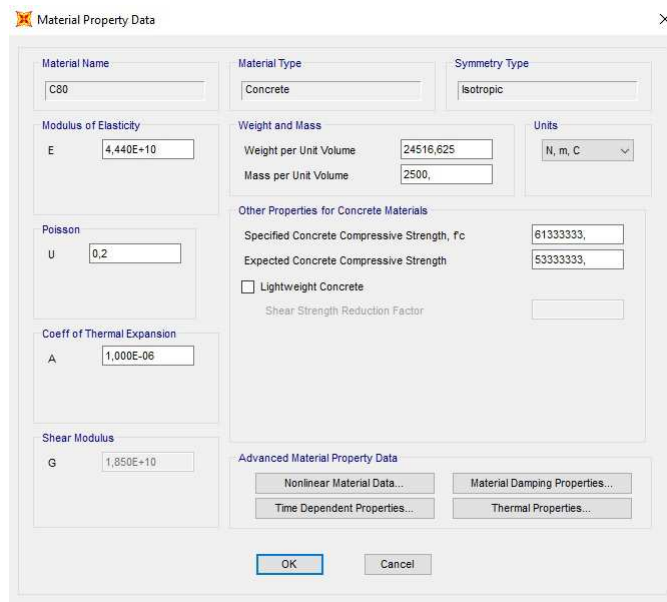 Material Property Data
Material Name
C80
Material Type
Concrete
Symmetry Type
Isotropic
Modulus of Elasticity
E 4,440E+10
Weight and Mass
Weight per Unit Volume 24516,625
Mass per Unit Volume 2500,
Units
N, m, C
Poisson
U 0,2
Other Properties for Concrete Materials
Specified Concrete Compressive Strength, f'c 61333333,
Expected Concrete Compressive Strength 53333333,
Lightweight Concrete
Shear Strength Reduction Factor
Coeff of Thermal Expansion
A 1,000E-06
Shear Modulus
G 1,850E+10
Advanced Material Property Data
Nonlinear Material Data... Material Damping Properties...
Time Dependent Properties... Thermal Properties...
OK Cancel